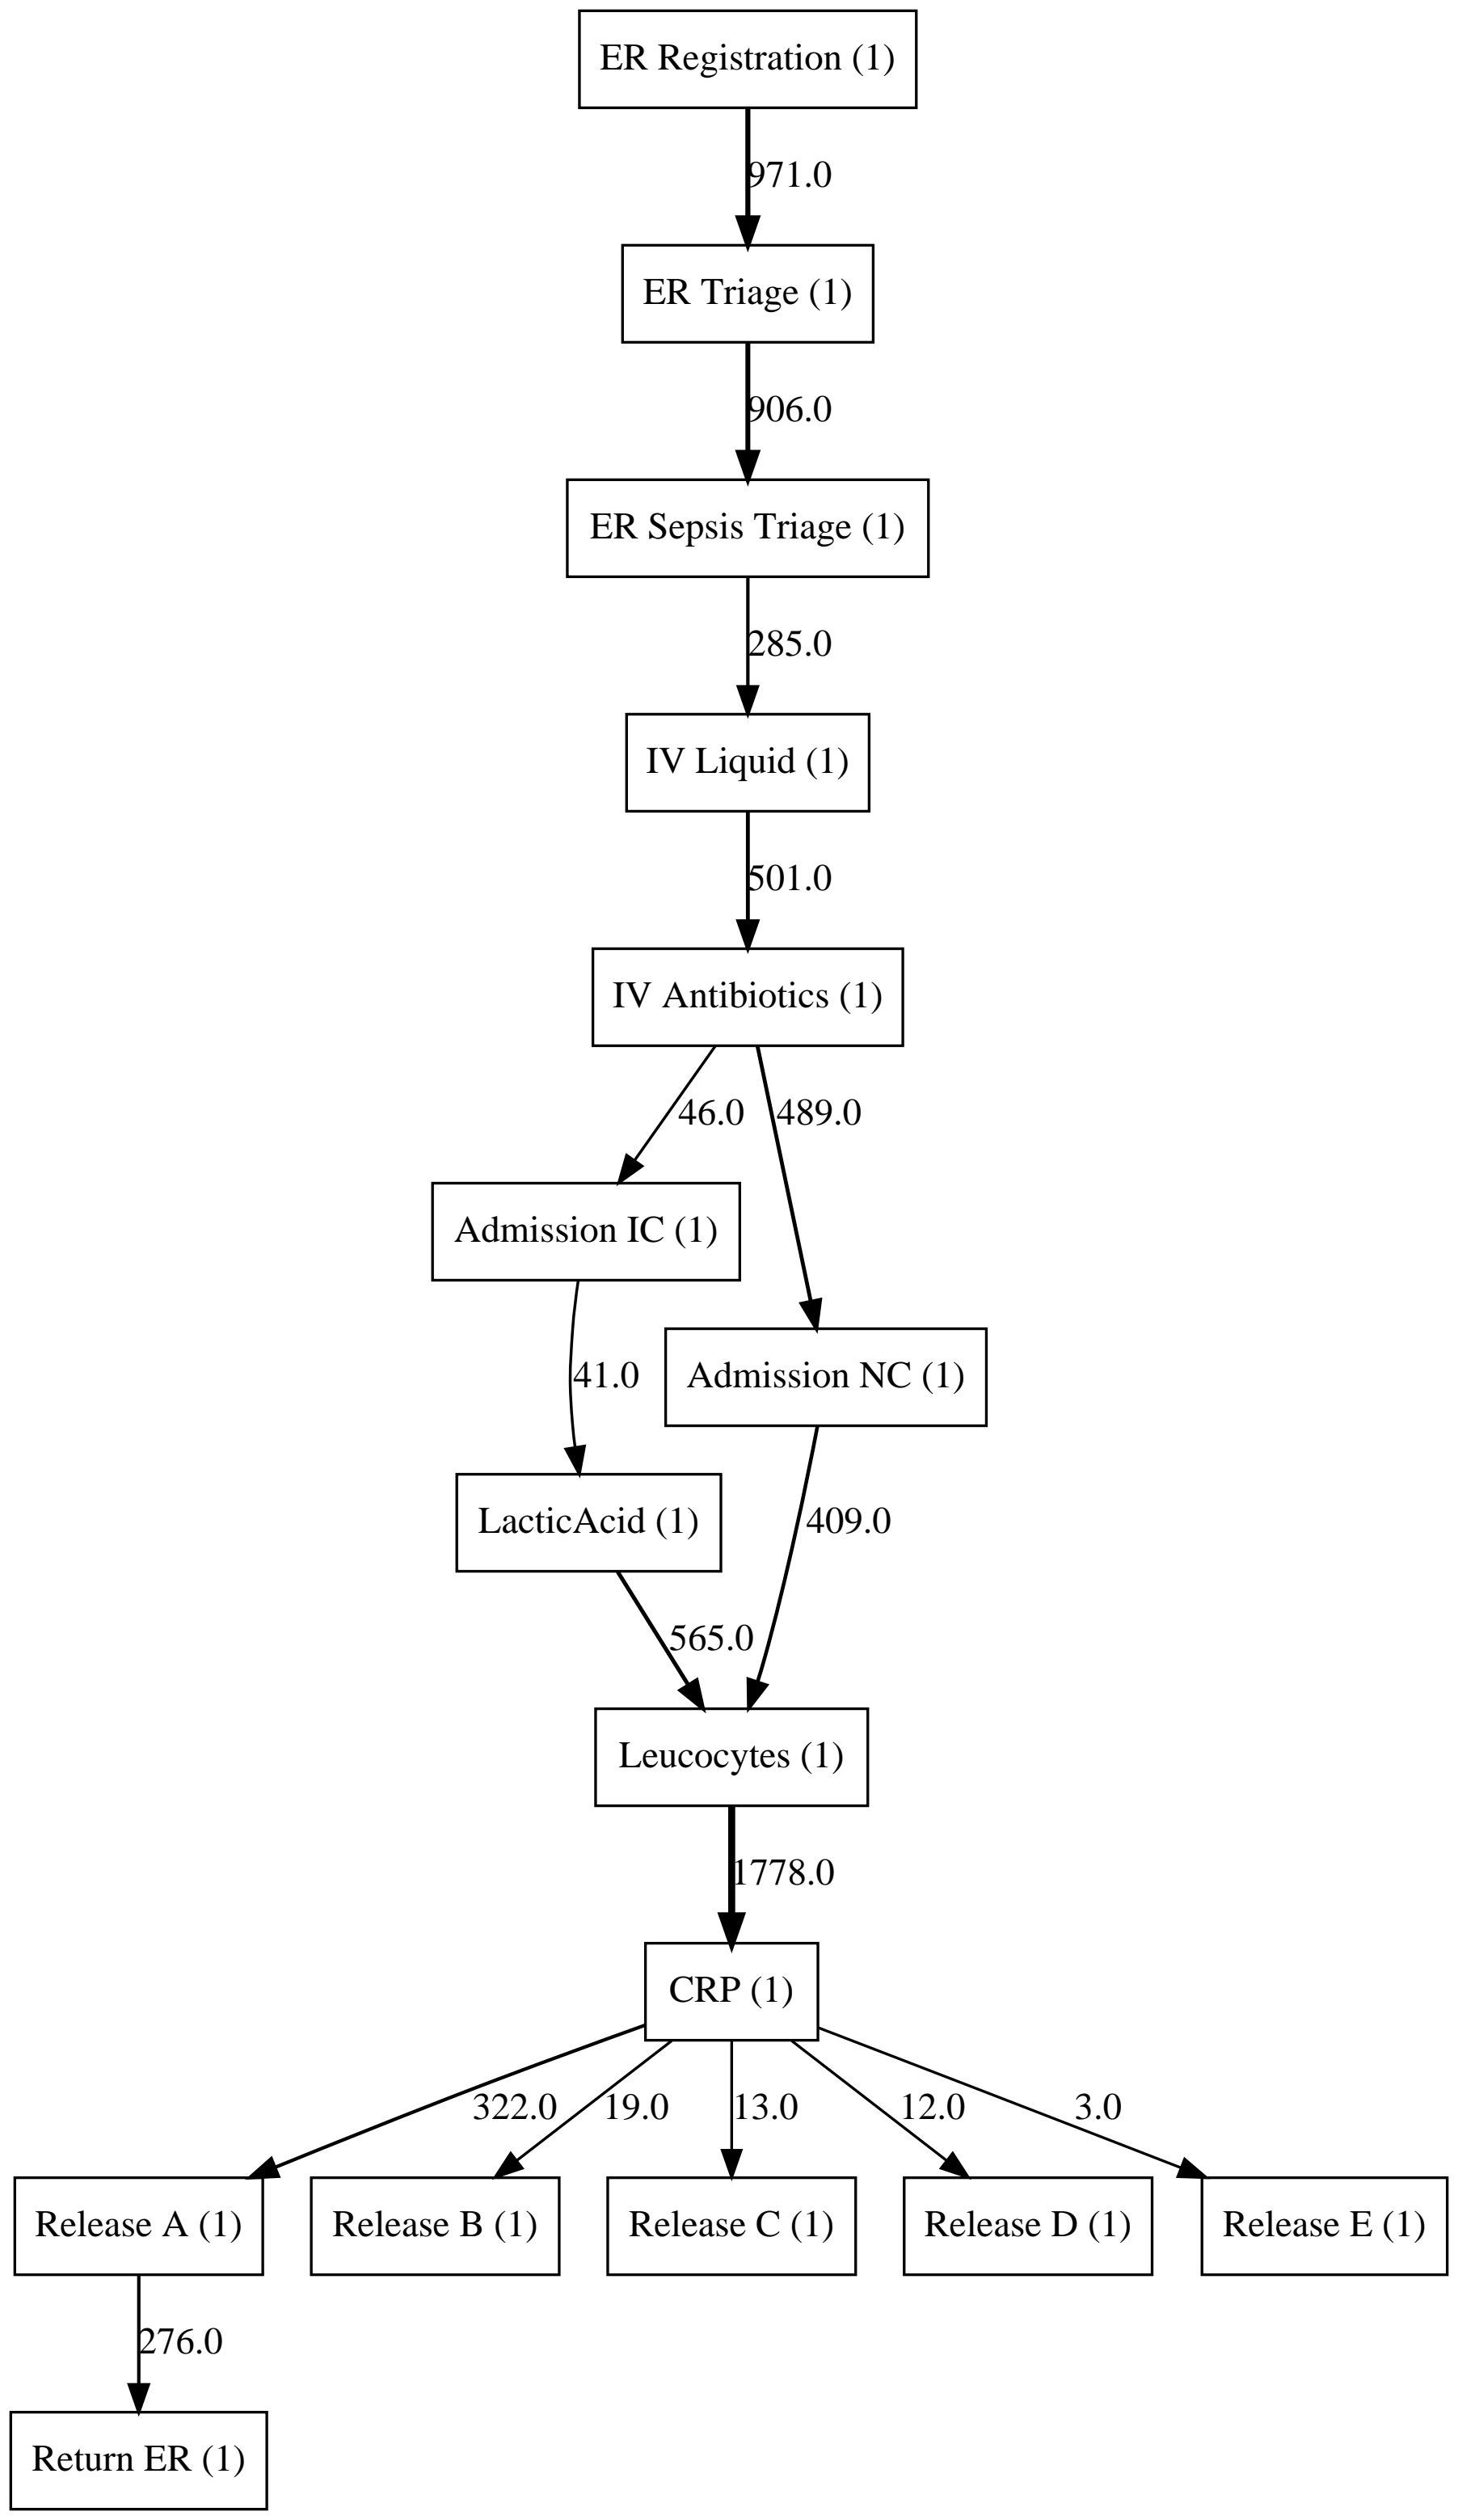 ER Registration (1)
971.0
ER Triage (1)
906.0
ER Sepsis Triage (1)
285.0
IV Liquid (1)
501.0
IV Antibiotics (1)
46.0
489.0
Admission IC (1)
41.0
Admission NC (1)
LacticAcid (1)
409.0
565.0
Leucocytes (1)
1778.0
CRP (1)
322.0
19.0
13.0
12.0
3.0
Release A (1)
Release B (1)
Release C (1)
Release D (1)
Release E (1)
276.0
Return ER (1)